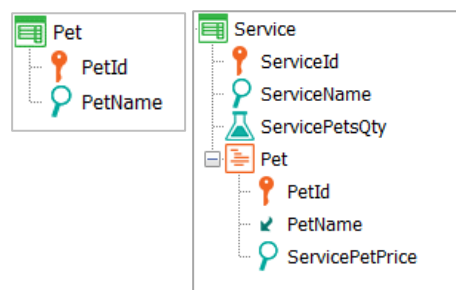 Pet
PetId
PetName
Service
ServiceId
ServiceName
ServicePetsQty
Pet
PetId
PetName
ServicePetPrice